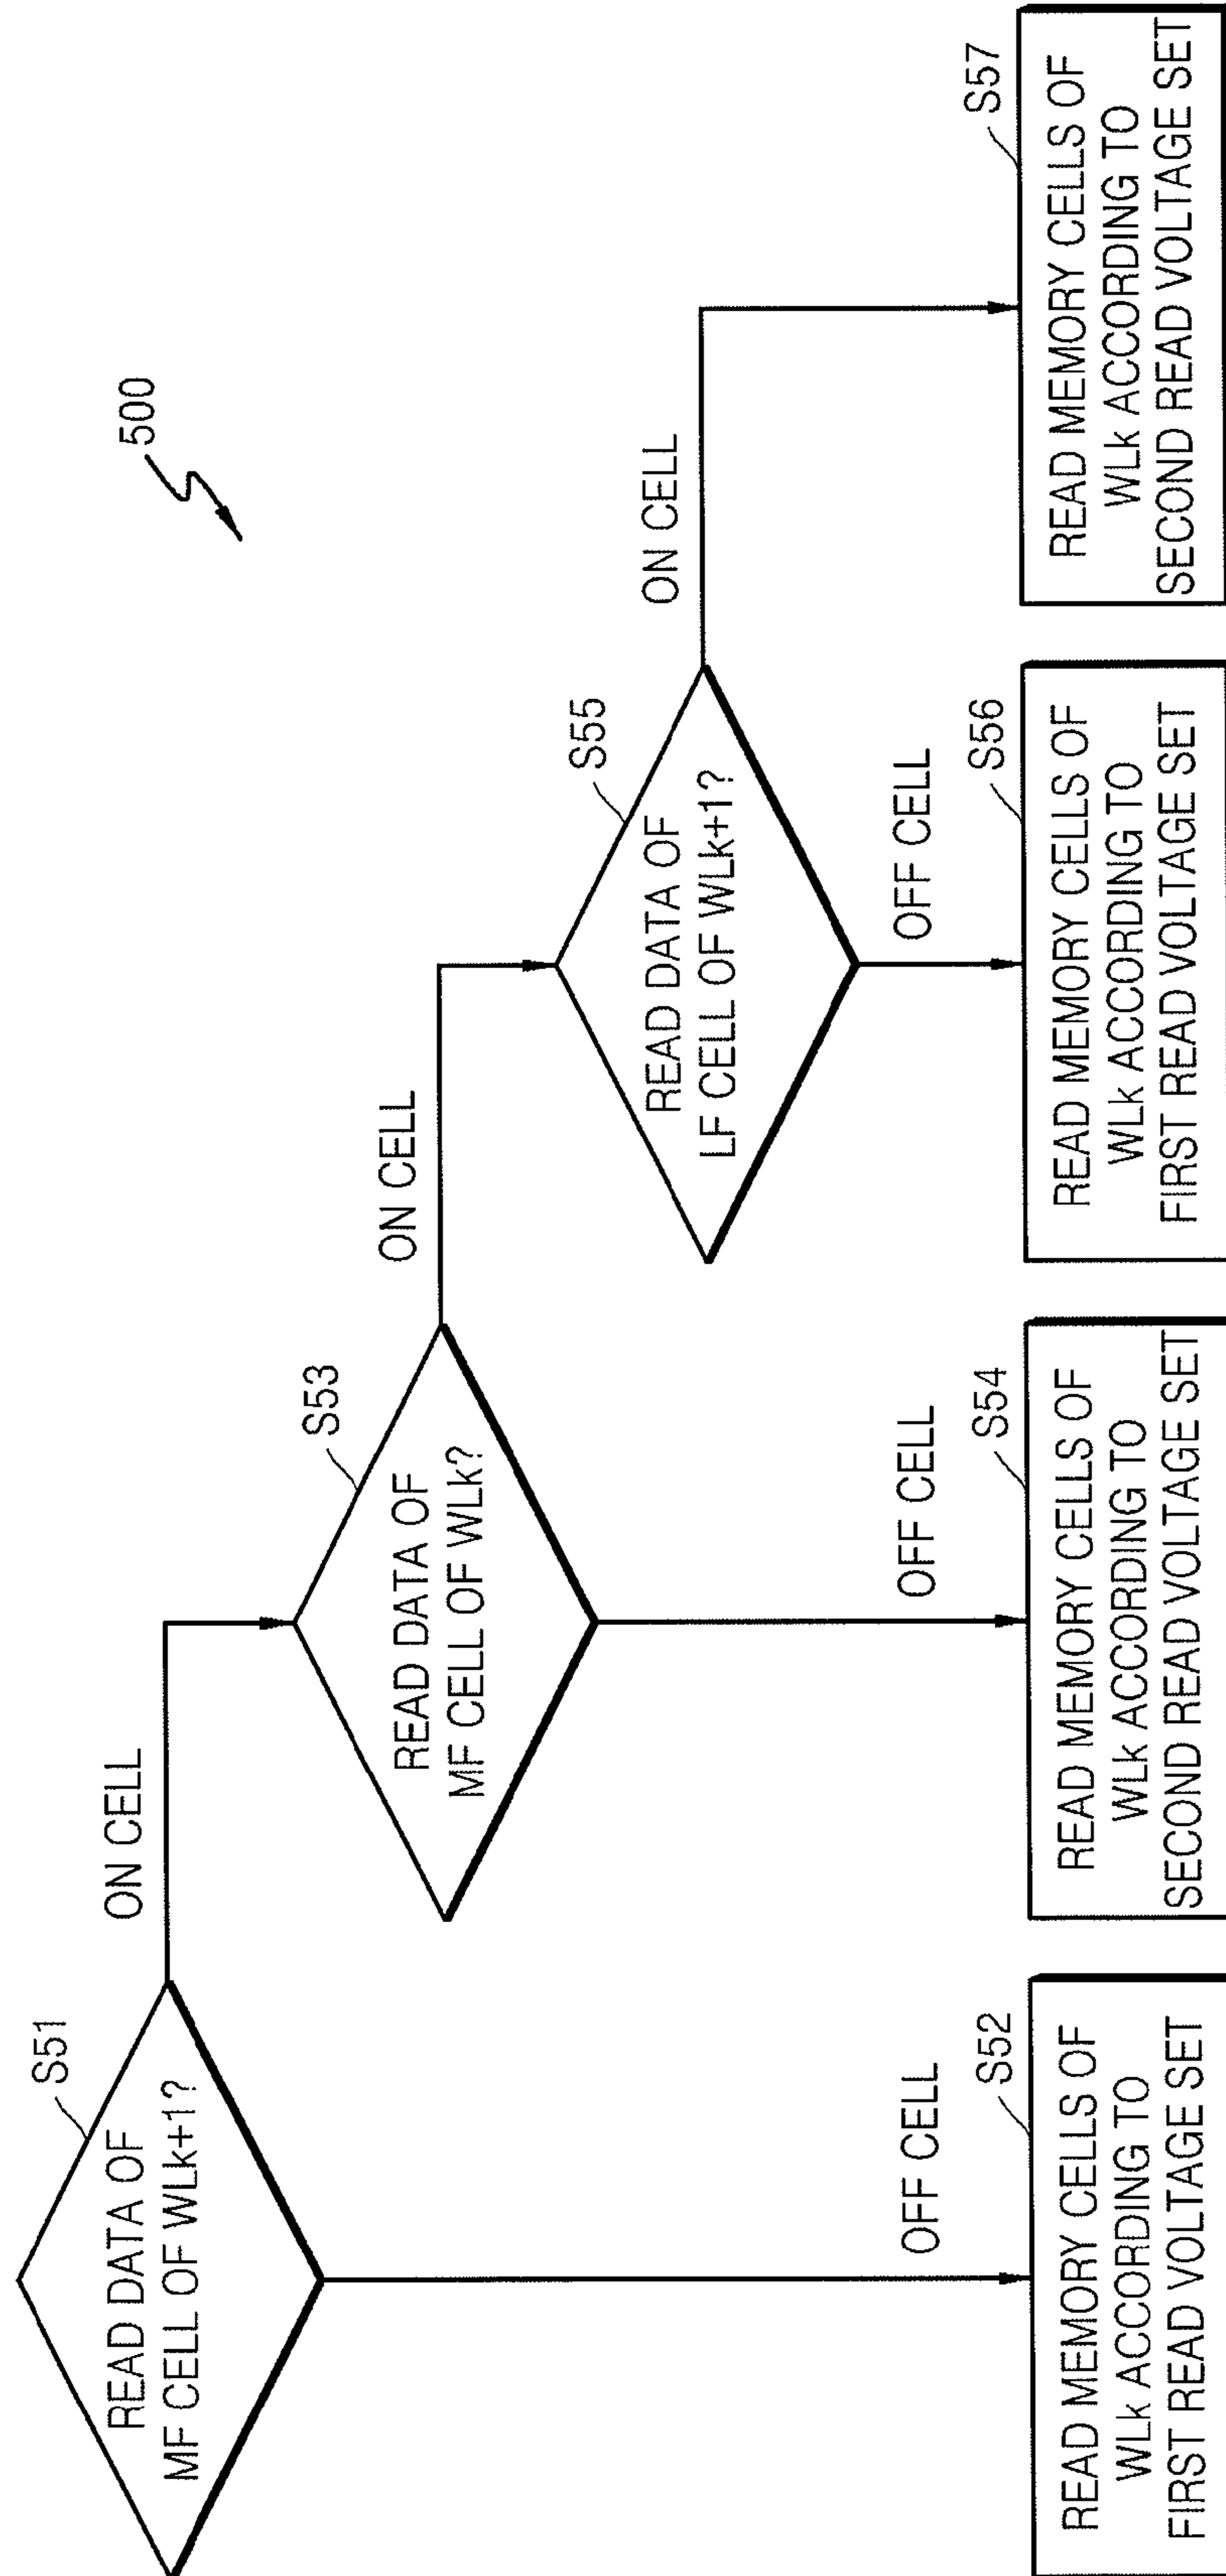 500
S51
READ DATA OF
MF CELL OF WLk+1?
ON CELL
OFF CELL
S52
READ MEMORY CELLS OF
WLk ACCORDING TO
FIRST READ VOLTAGE SET
S53
READ DATA OF
MF CELL OF WLk?
ON CELL
OFF CELL
S54
READ MEMORY CELLS OF
WLk ACCORDING TO
SECOND READ VOLTAGE SET
S55
READ DATA OF
LF CELL OF WLk+1?
ON CELL
OFF CELL
S56
READ MEMORY CELLS OF
WLk ACCORDING TO
FIRST READ VOLTAGE SET
S57
READ MEMORY CELLS OF
WLk ACCORDING TO
SECOND READ VOLTAGE SET